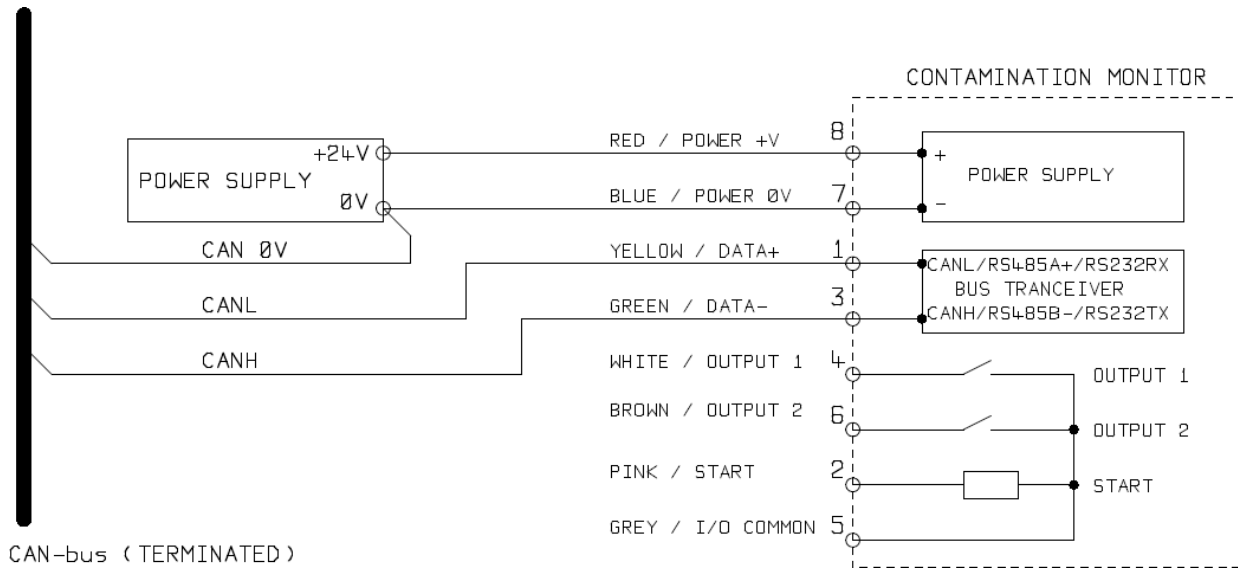 CONTAMINATION MONITOR
RED / POWER +V
8
+24V
+
POWER SUPPLY
POWER SUPPLY
0V
BLUE / POWER 0V
7
-
CAN 0V
YELLOW / DATA+
1
CANL/RS485A+/RS232RX
BUS TRANCEIVER
CANL
GREEN / DATA-
3
CANH/RS485B-/RS232TX
CANH
WHITE / OUTPUT 1
4
OUTPUT 1
BROWN / OUTPUT 2
6
OUTPUT 2
PINK / START
2
START
GREY / I/O COMMON
5
CAN-bus (TERMINATED)